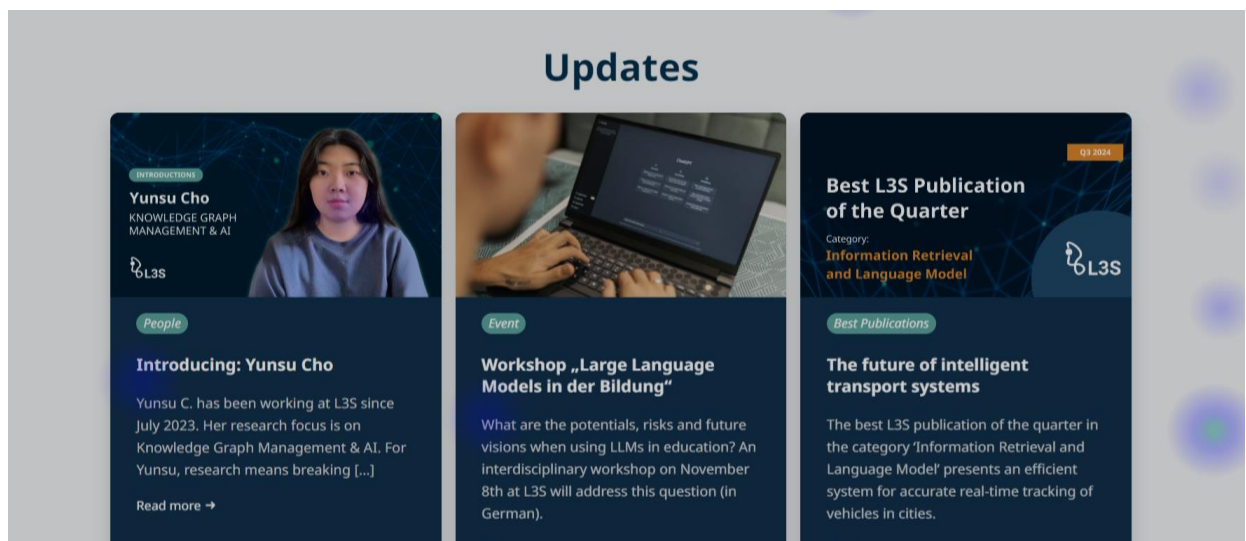 Updates
INTRODUCTIONS
Yunsu Cho
KNOWLEDGE GRAPH
MANAGEMENT & AI
L3S
People
Introducing: Yunsu Cho
Yunsu C. has been working at L3S since
July 2023. Her research focus is on
Knowledge Graph Management & AI. For
Yunsu, research means breaking [...]
Read more →
Event
Workshop „Large Language
Models in der Bildung“
What are the potentials, risks and future
visions when using LLMs in education? An
interdisciplinary workshop on November
8th at L3S will address this question (in
German).
Q3 2024
Best L3S Publication
of the Quarter
Category:
Information Retrieval
and Language Model
L3S
Best Publications
The future of intelligent
transport systems
The best L3S publication of the quarter in
the category ‘Information Retrieval and
Language Model’ presents an efficient
system for accurate real-time tracking of
vehicles in cities.